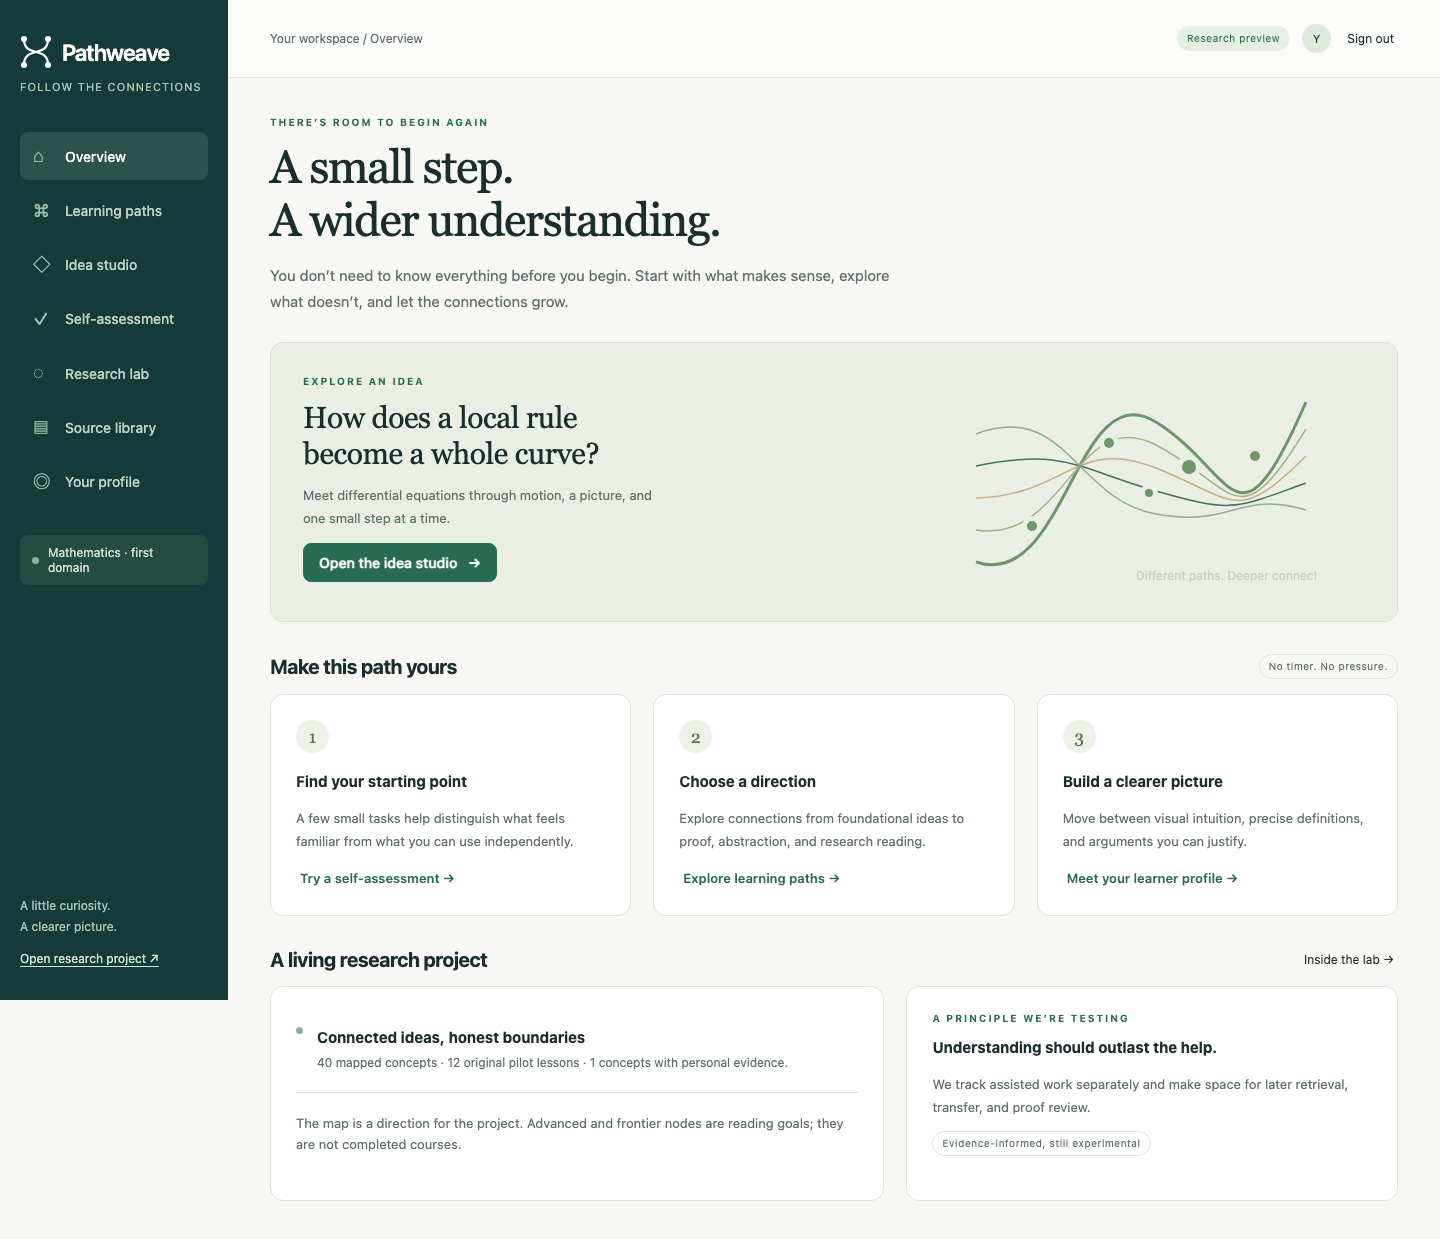 Pathweave
FOLLOW THE CONNECTIONS
Overview
Learning paths
Idea studio
Self-assessment
Research lab
Source library
Your profile
Mathematics · first
domain
A little curiosity.
A clearer picture.
Open research project ↗
Your workspace / Overview
Research preview
Y
Sign out
THERE’S ROOM TO BEGIN AGAIN
A small step.
A wider understanding.
You don’t need to know everything before you begin. Start with what makes sense, explore
what doesn’t, and let the connections grow.
EXPLORE AN IDEA
How does a local rule
become a whole curve?
Meet differential equations through motion, a picture, and
one small step at a time.
Open the idea studio →
Different paths. Deeper connect
Make this path yours
No timer. No pressure.
1
Find your starting point
A few small tasks help distinguish what feels
familiar from what you can use independently.
Try a self-assessment →
2
Choose a direction
Explore connections from foundational ideas to
proof, abstraction, and research reading.
Explore learning paths →
3
Build a clearer picture
Move between visual intuition, precise definitions,
and arguments you can justify.
Meet your learner profile →
A living research project
Inside the lab →
Connected ideas, honest boundaries
40 mapped concepts · 12 original pilot lessons · 1 concepts with personal evidence.
The map is a direction for the project. Advanced and frontier nodes are reading goals; they
are not completed courses.
A PRINCIPLE WE’RE TESTING
Understanding should outlast the help.
We track assisted work separately and make space for later retrieval,
transfer, and proof review.
Evidence-informed, still experimental